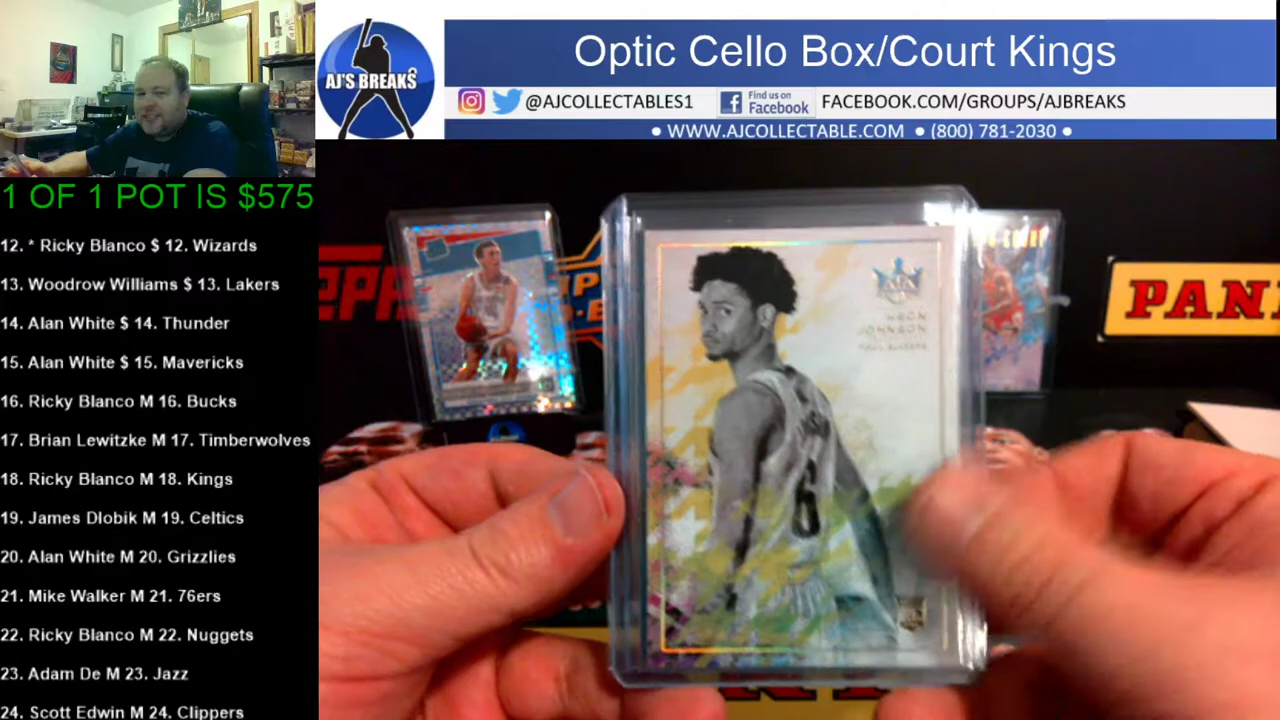 Optic Cello Box/Court Kings
AJ'S BREAKS
@AJCOLLECTABLES1
Find us on
Facebook
FACEBOOK.COM/GROUPS/AJBREAKS
• WWW.AJCOLLECTABLE.COM • (800) 781-2030 •
1 OF 1 POT IS $575
12. * Ricky Blanco $ 12. Wizards
13. Woodrow Williams $ 13. Lakers
14. Alan White $ 14. Thunder
15. Alan White $ 15. Mavericks
16. Ricky Blanco M 16. Bucks
17. Brian Lewitzke M 17. Timberwolves
18. Ricky Blanco M 18. Kings
19. James Dlobik M 19. Celtics
20. Alan White M 20. Grizzlies
21. Mike Walker M 21. 76ers
22. Ricky Blanco M 22. Nuggets
23. Adam De M 23. Jazz
24. Scott Edwin M 24. Clippers
KEON
JOHNSON
6
COURT
PANI